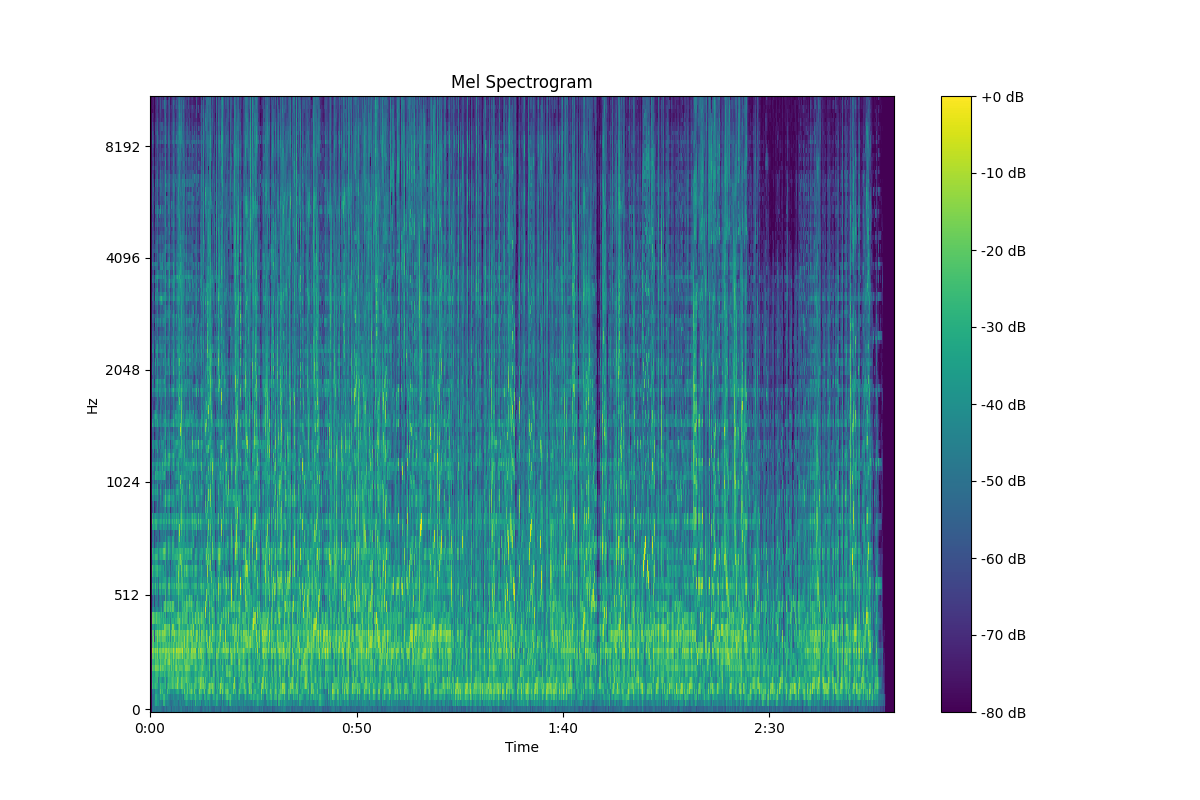 Mel Spectrogram
+0 dB
8192
-10 dB
-20 dB
4096
-30 dB
2048
Hz
-40 dB
1024
-50 dB
-60 dB
512
-70 dB
0
-80 dB
0:00 0:50 1:40 2:30
Time